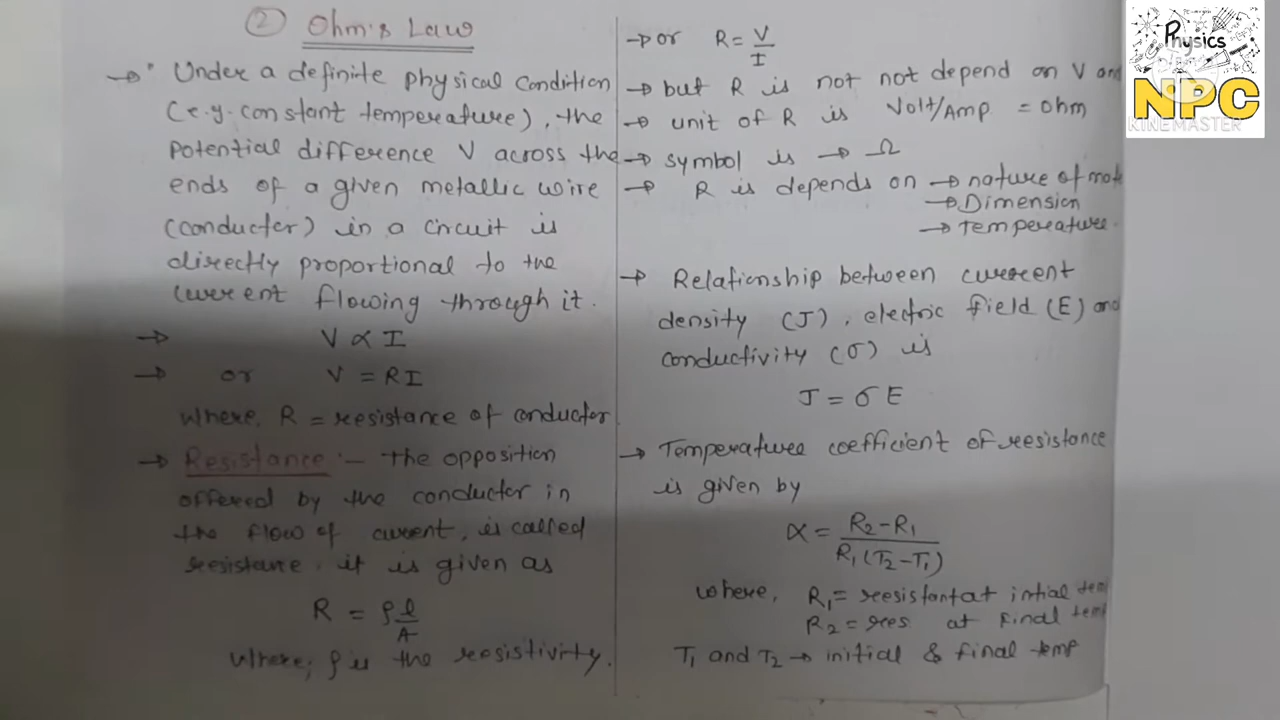 ② Ohm's Law
→ Under a definite physical condition
(e.g. constant temperature), the
potential difference V across the
ends of a given metallic wire
(conductor) in a circuit is
directly proportional to the
current flowing through it.
→ V ∝ I
→ or V = RI
where, R = resistance of conductor
→ Resistance :- The opposition
offered by the conductor in
the flow of current, is called
resistance. it is given as
R = ρ l/A
where, ρ is the resistivity.
→ or R = V/I
→ but R is not not depend on V and
→ unit of R is Volt/Amp = ohm
→ symbol is → Ω
→ R is depends on → nature of mate
→ Dimension
→ Temperature.
→ Relationship between current
density (J), electric field (E) and
conductivity (σ) is
J = σ E
→ Temperature coefficient of resistance
is given by
α = R₂-R₁ / R₁(T₂-T₁)
where, R₁ = resistant at intial tem
R₂ = res at final tem
T₁ and T₂ → initial & final temp
Physics
NPC
KINEMASTER